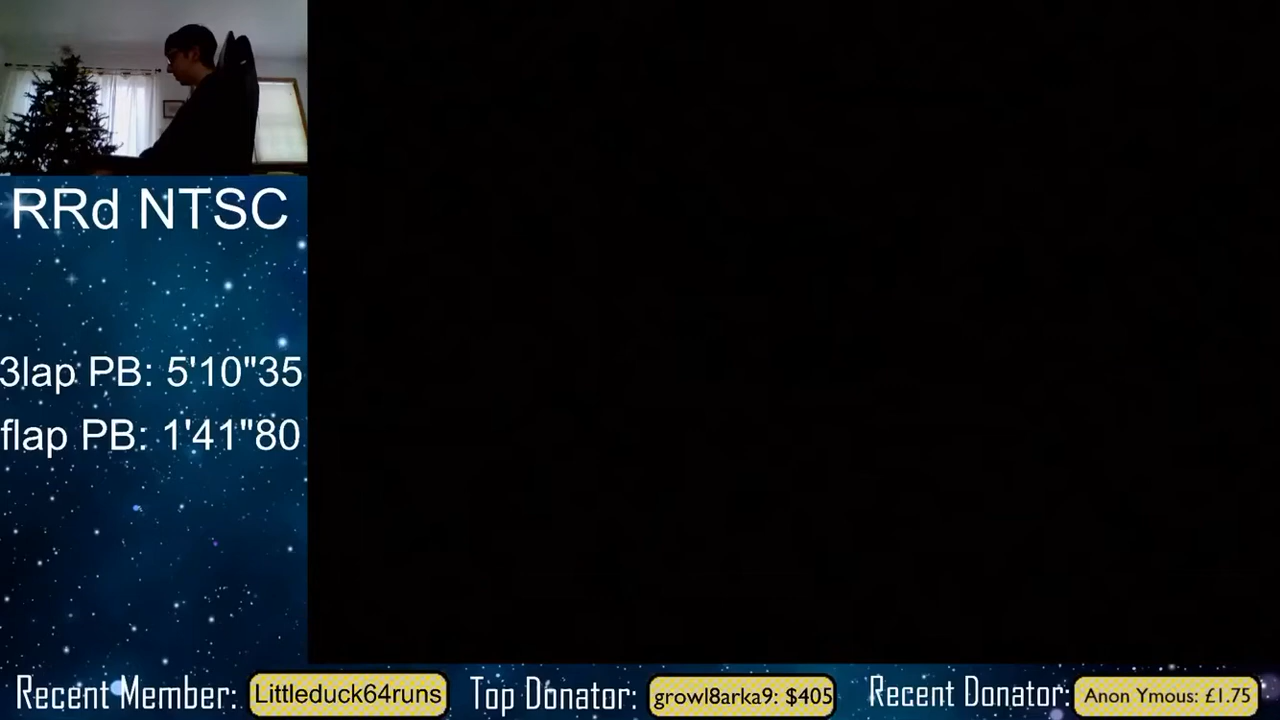 RRd NTSC
3lap PB: 5'10"35
flap PB: 1'41"80
Recent Member: Littleduck64runs
Top Donator: growl8arka9: $405
Recent Donator: Anon Ymous: £1.75